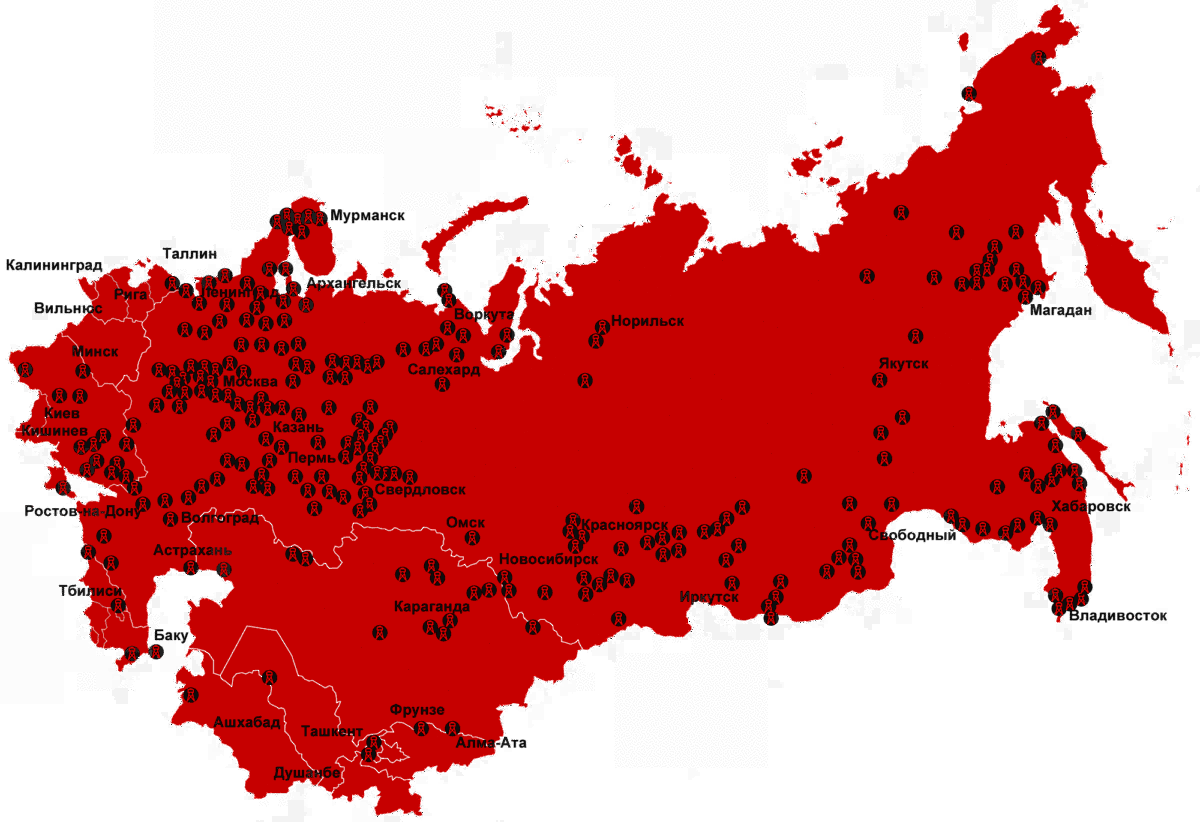 Мурманск
Таллин
Калининград
Архангельск
Рига
Ленинград
Вильнюс
Воркута
Норильск
Магадан
Минск
Салехард
Якутск
Москва
Киев
Казань
Кишинев
Пермь
Свердловск
Хабаровск
Ростов-на-Дону
Волгоград
Омск
Красноярск
Свободный
Астрахань
Новосибирск
Тбилиси
Иркутск
Караганда
Владивосток
Баку
Фрунзе
Ашхабад
Ташкент
Алма-Ата
Душанбе